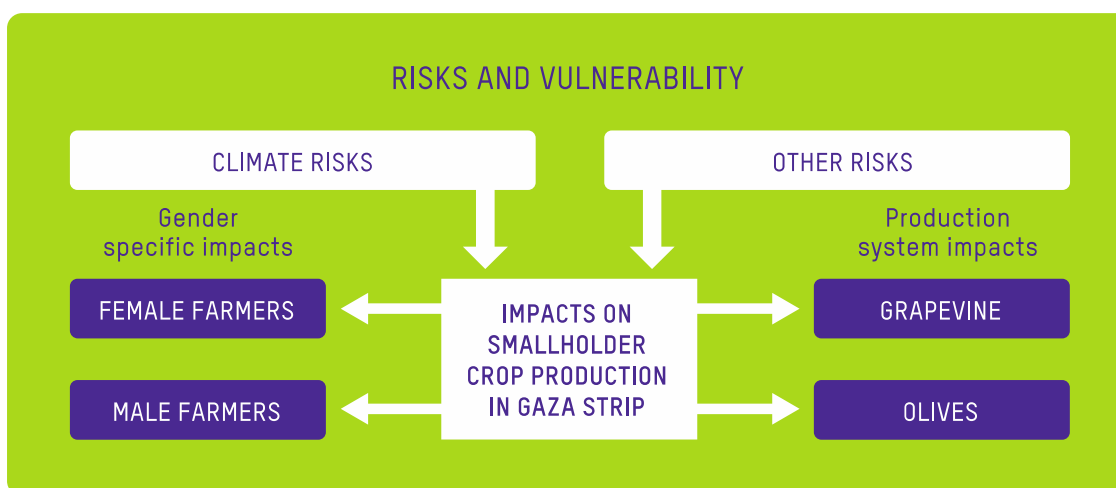 RISKS AND VULNERABILITY
CLIMATE RISKS
OTHER RISKS
Gender
specific impacts
Production
system impacts
FEMALE FARMERS
MALE FARMERS
IMPACTS ON
SMALLHOLDER
CROP PRODUCTION
IN GAZA STRIP
GRAPEVINE
OLIVES